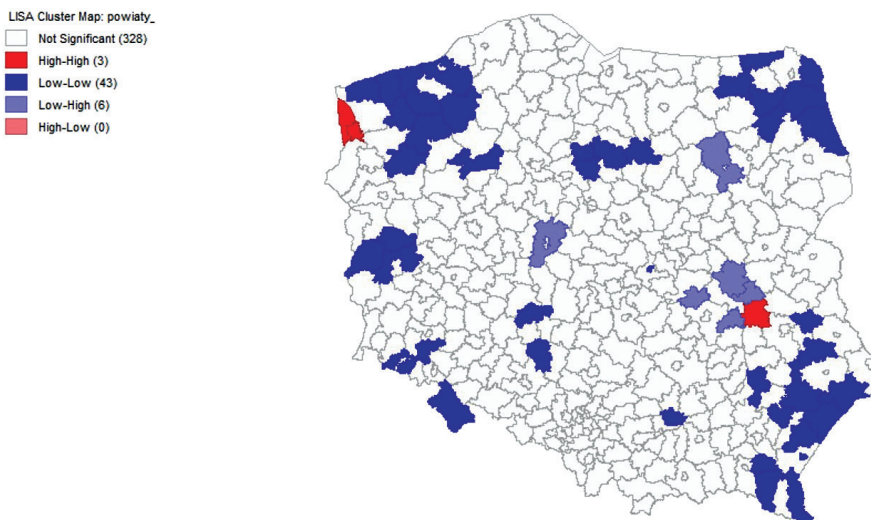 LISA Cluster Map: powiaty_
Not Significant (328)
High-High (3)
Low-Low (43)
Low-High (6)
High-Low (0)